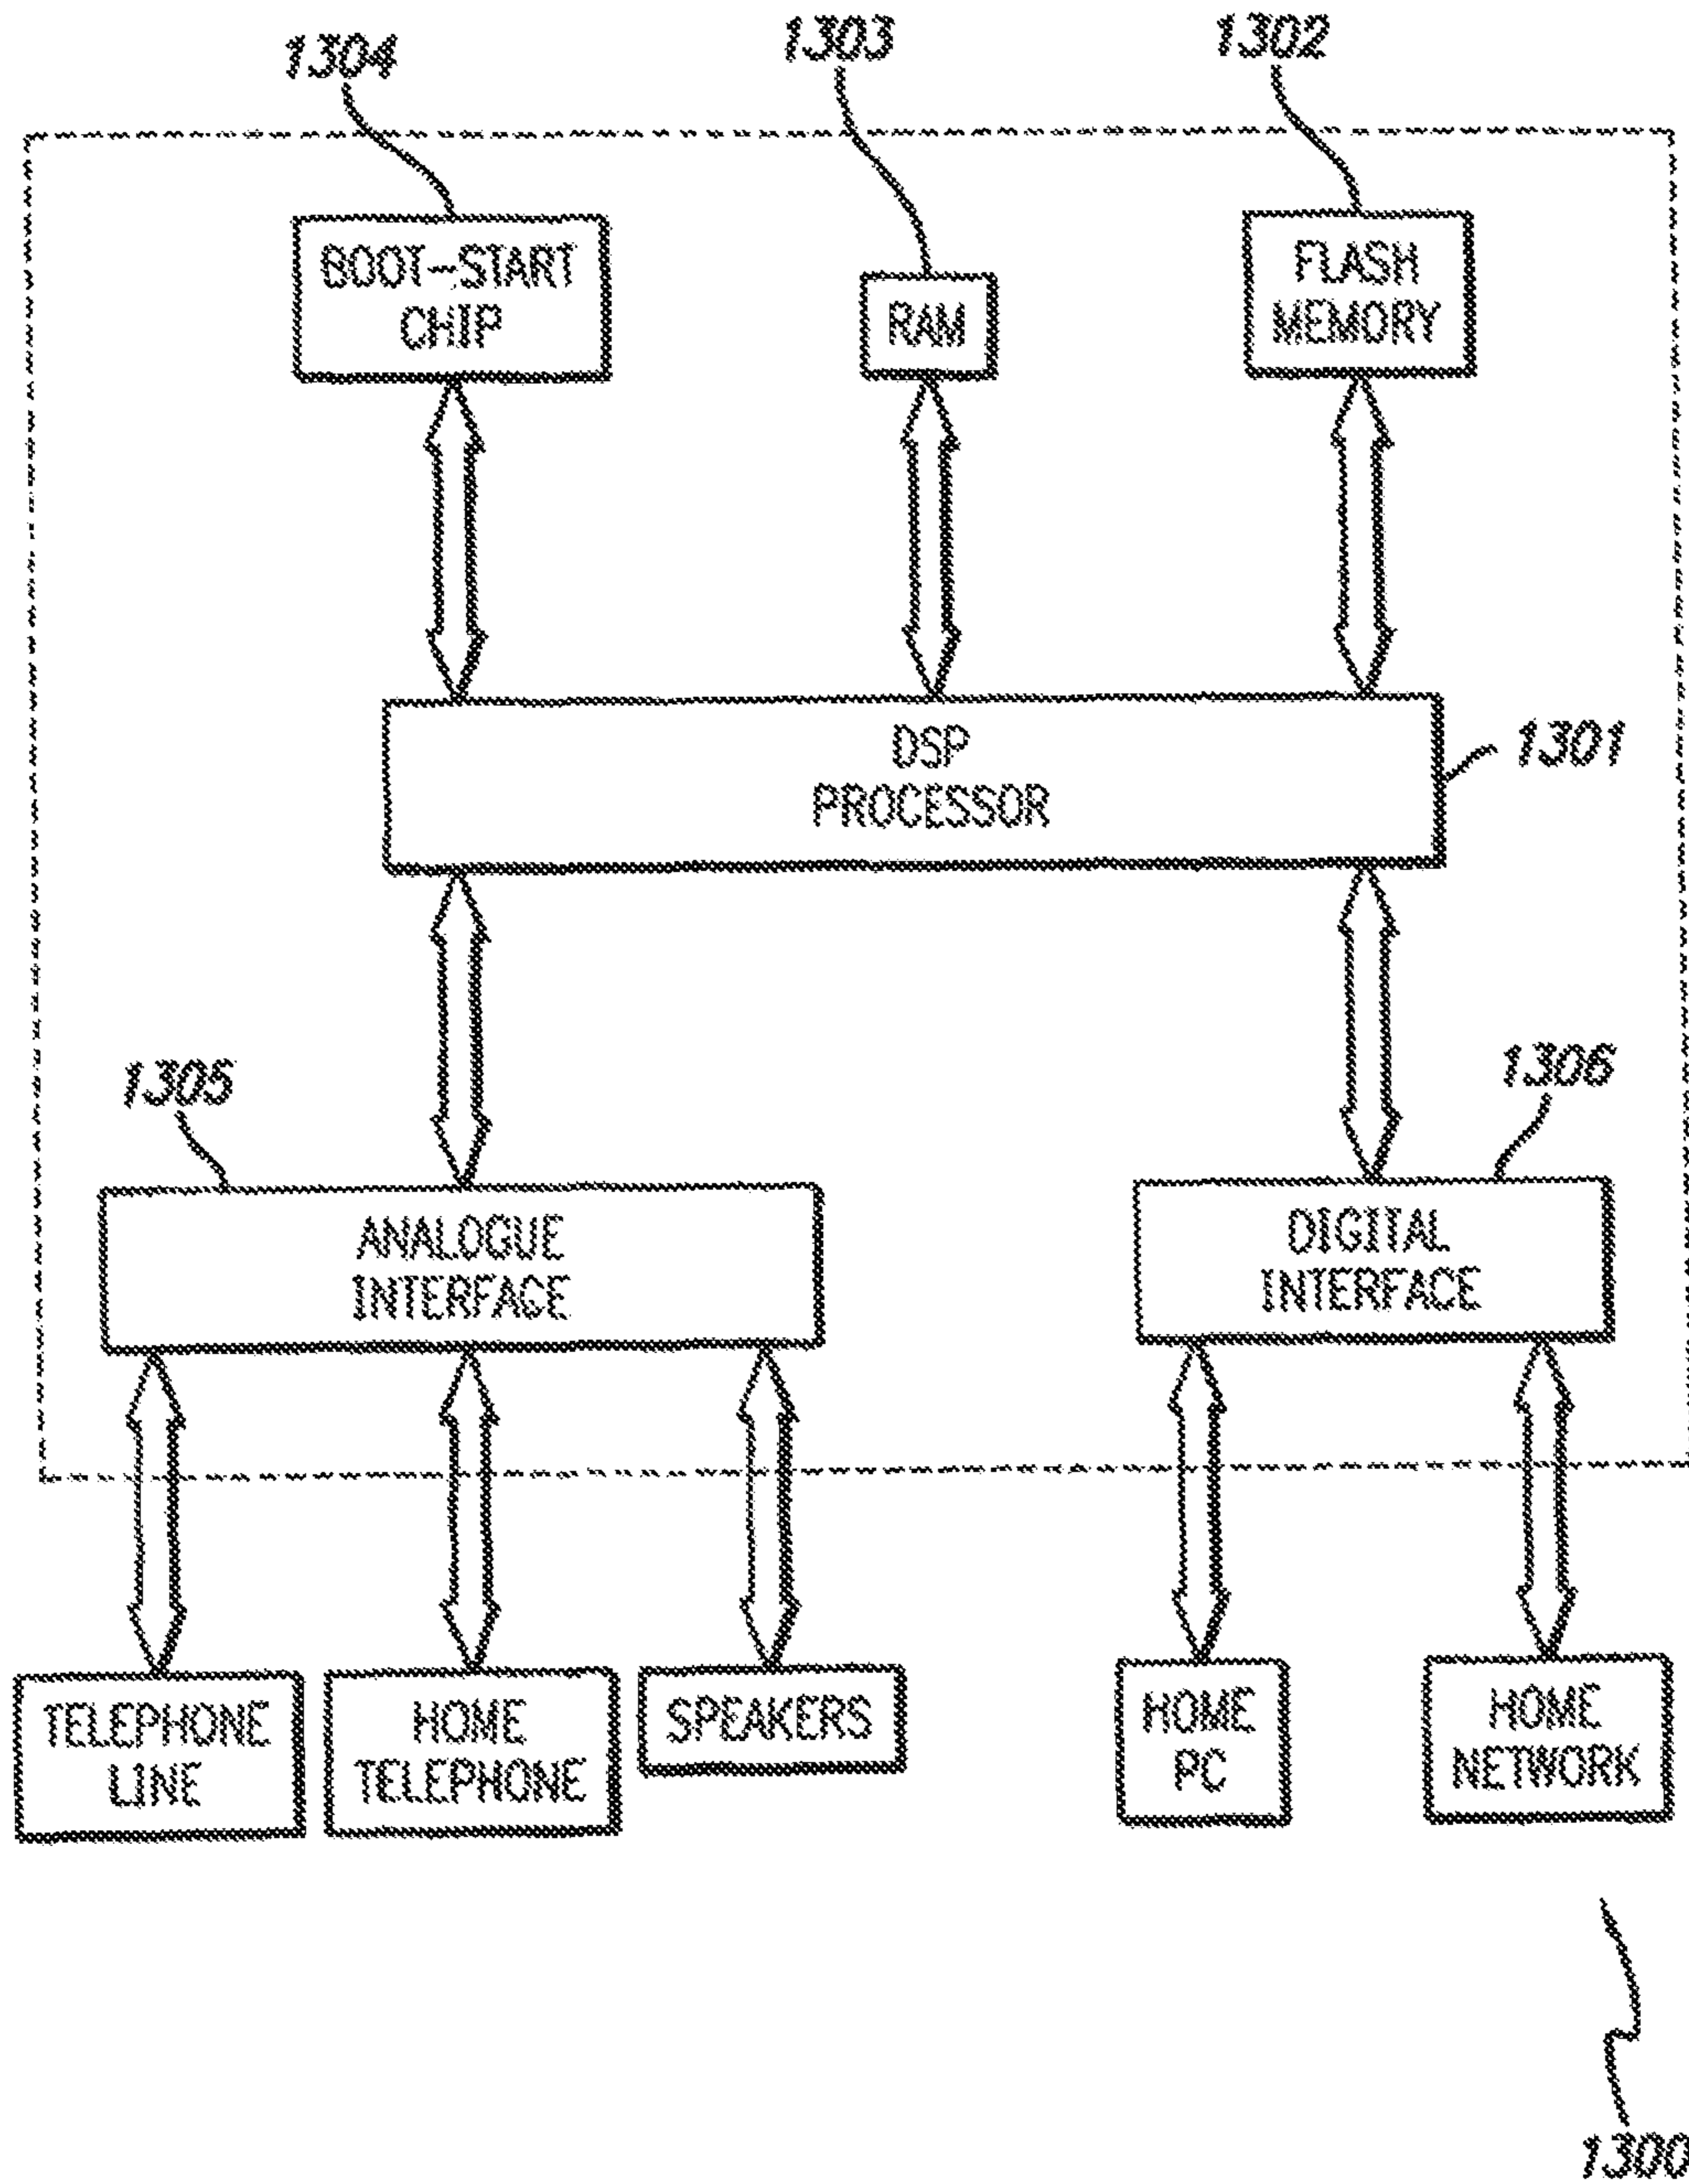 1304
1303
1302
BOOT-START
CHIP
RAM
FLASH
MEMORY
DSP
PROCESSOR
1301
1305
1306
ANALOGUE
INTERFACE
DIGITAL
INTERFACE
TELEPHONE
LINE
HOME
TELEPHONE
SPEAKERS
HOME
PC
HOME
NETWORK
1300